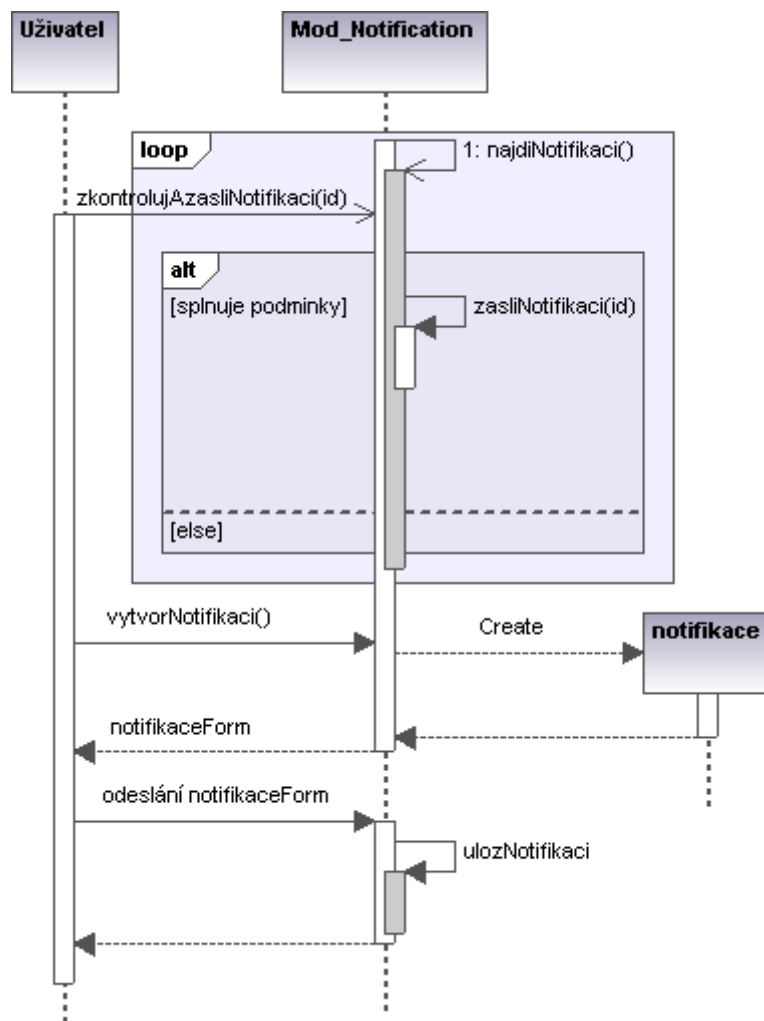 Uživatel
Mod_Notification
loop
1: najdiNotifikaci()
zkontrolujAzasliNotifikaci(id)
alt
[splnuje podminky]
zasliNotifikaci(id)
[else]
vytvorNotifikaci()
Create
notifikace
notifikaceForm
odeslání notifikaceForm
ulozNotifikaci